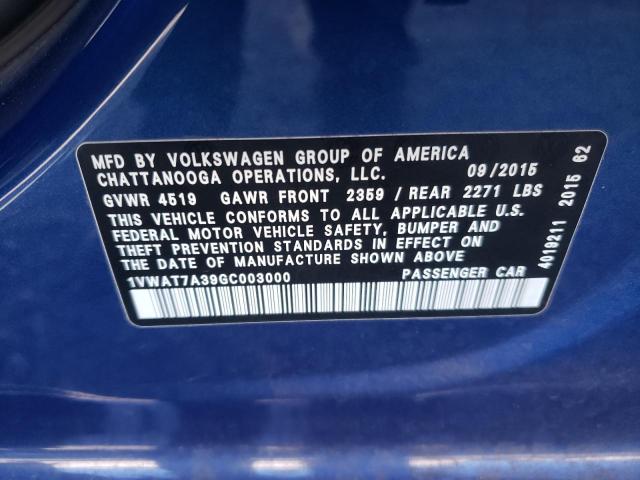 MFD BY VOLKSWAGEN GROUP OF AMERICA
CHATTANOOGA OPERATIONS, LLC. 09/2015
GVWR 4519 GAWR FRONT 2359 / REAR 2271 LBS
THIS VEHICLE CONFORMS TO ALL APPLICABLE U.S.
FEDERAL MOTOR VEHICLE SAFETY, BUMPER AND
THEFT PREVENTION STANDARDS IN EFFECT ON
THE DATE OF MANUFACTURE SHOWN ABOVE
1VWAT7A39GC003000 PASSENGER CAR
4019211 2015 62